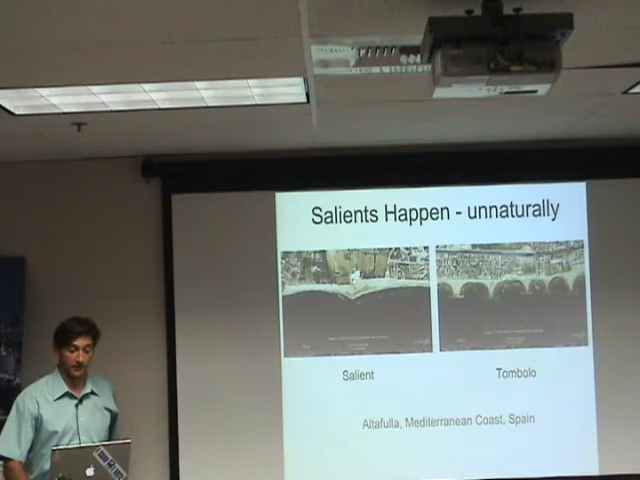 Salients Happen - unnaturally
Salient
Tombolo
Altafulla, Mediterranean Coast, Spain